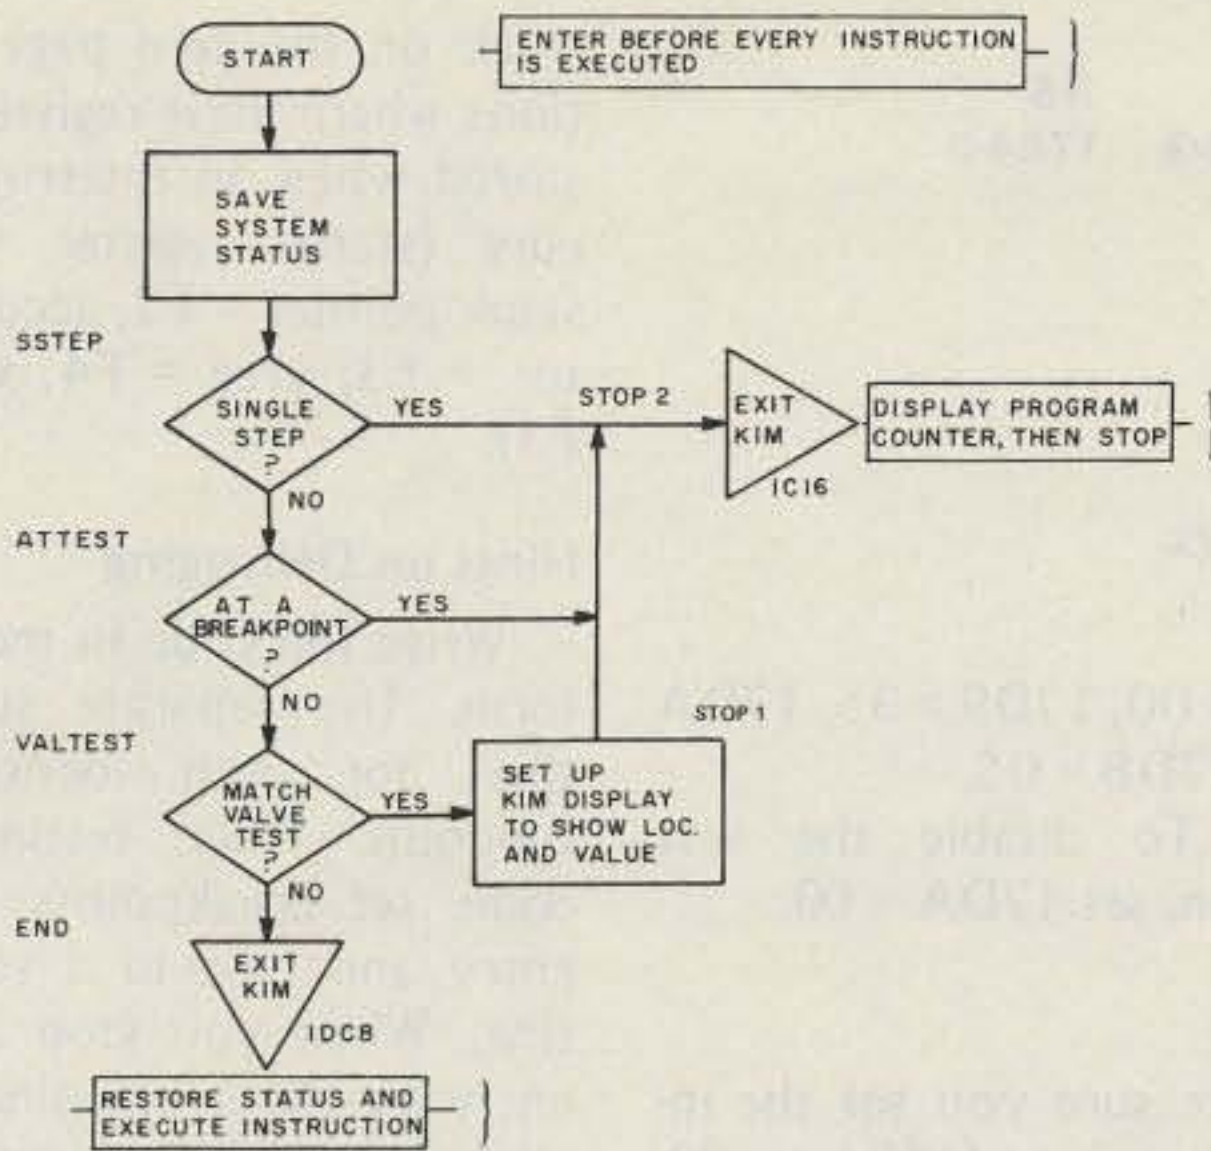 START
ENTER BEFORE EVERY INSTRUCTION
IS EXECUTED
SAVE
SYSTEM
STATUS
SSTEP
SINGLE
STEP
?
YES
STOP 2
EXIT
KIM
1C16
DISPLAY PROGRAM
COUNTER, THEN STOP
NO
ATTEST
AT A
BREAKPOINT
?
YES
NO
STOP 1
VALTEST
MATCH
VALVE
TEST
?
YES
SET UP
KIM DISPLAY
TO SHOW LOC.
AND VALUE
NO
END
EXIT
KIM
1DC8
RESTORE STATUS AND
EXECUTE INSTRUCTION